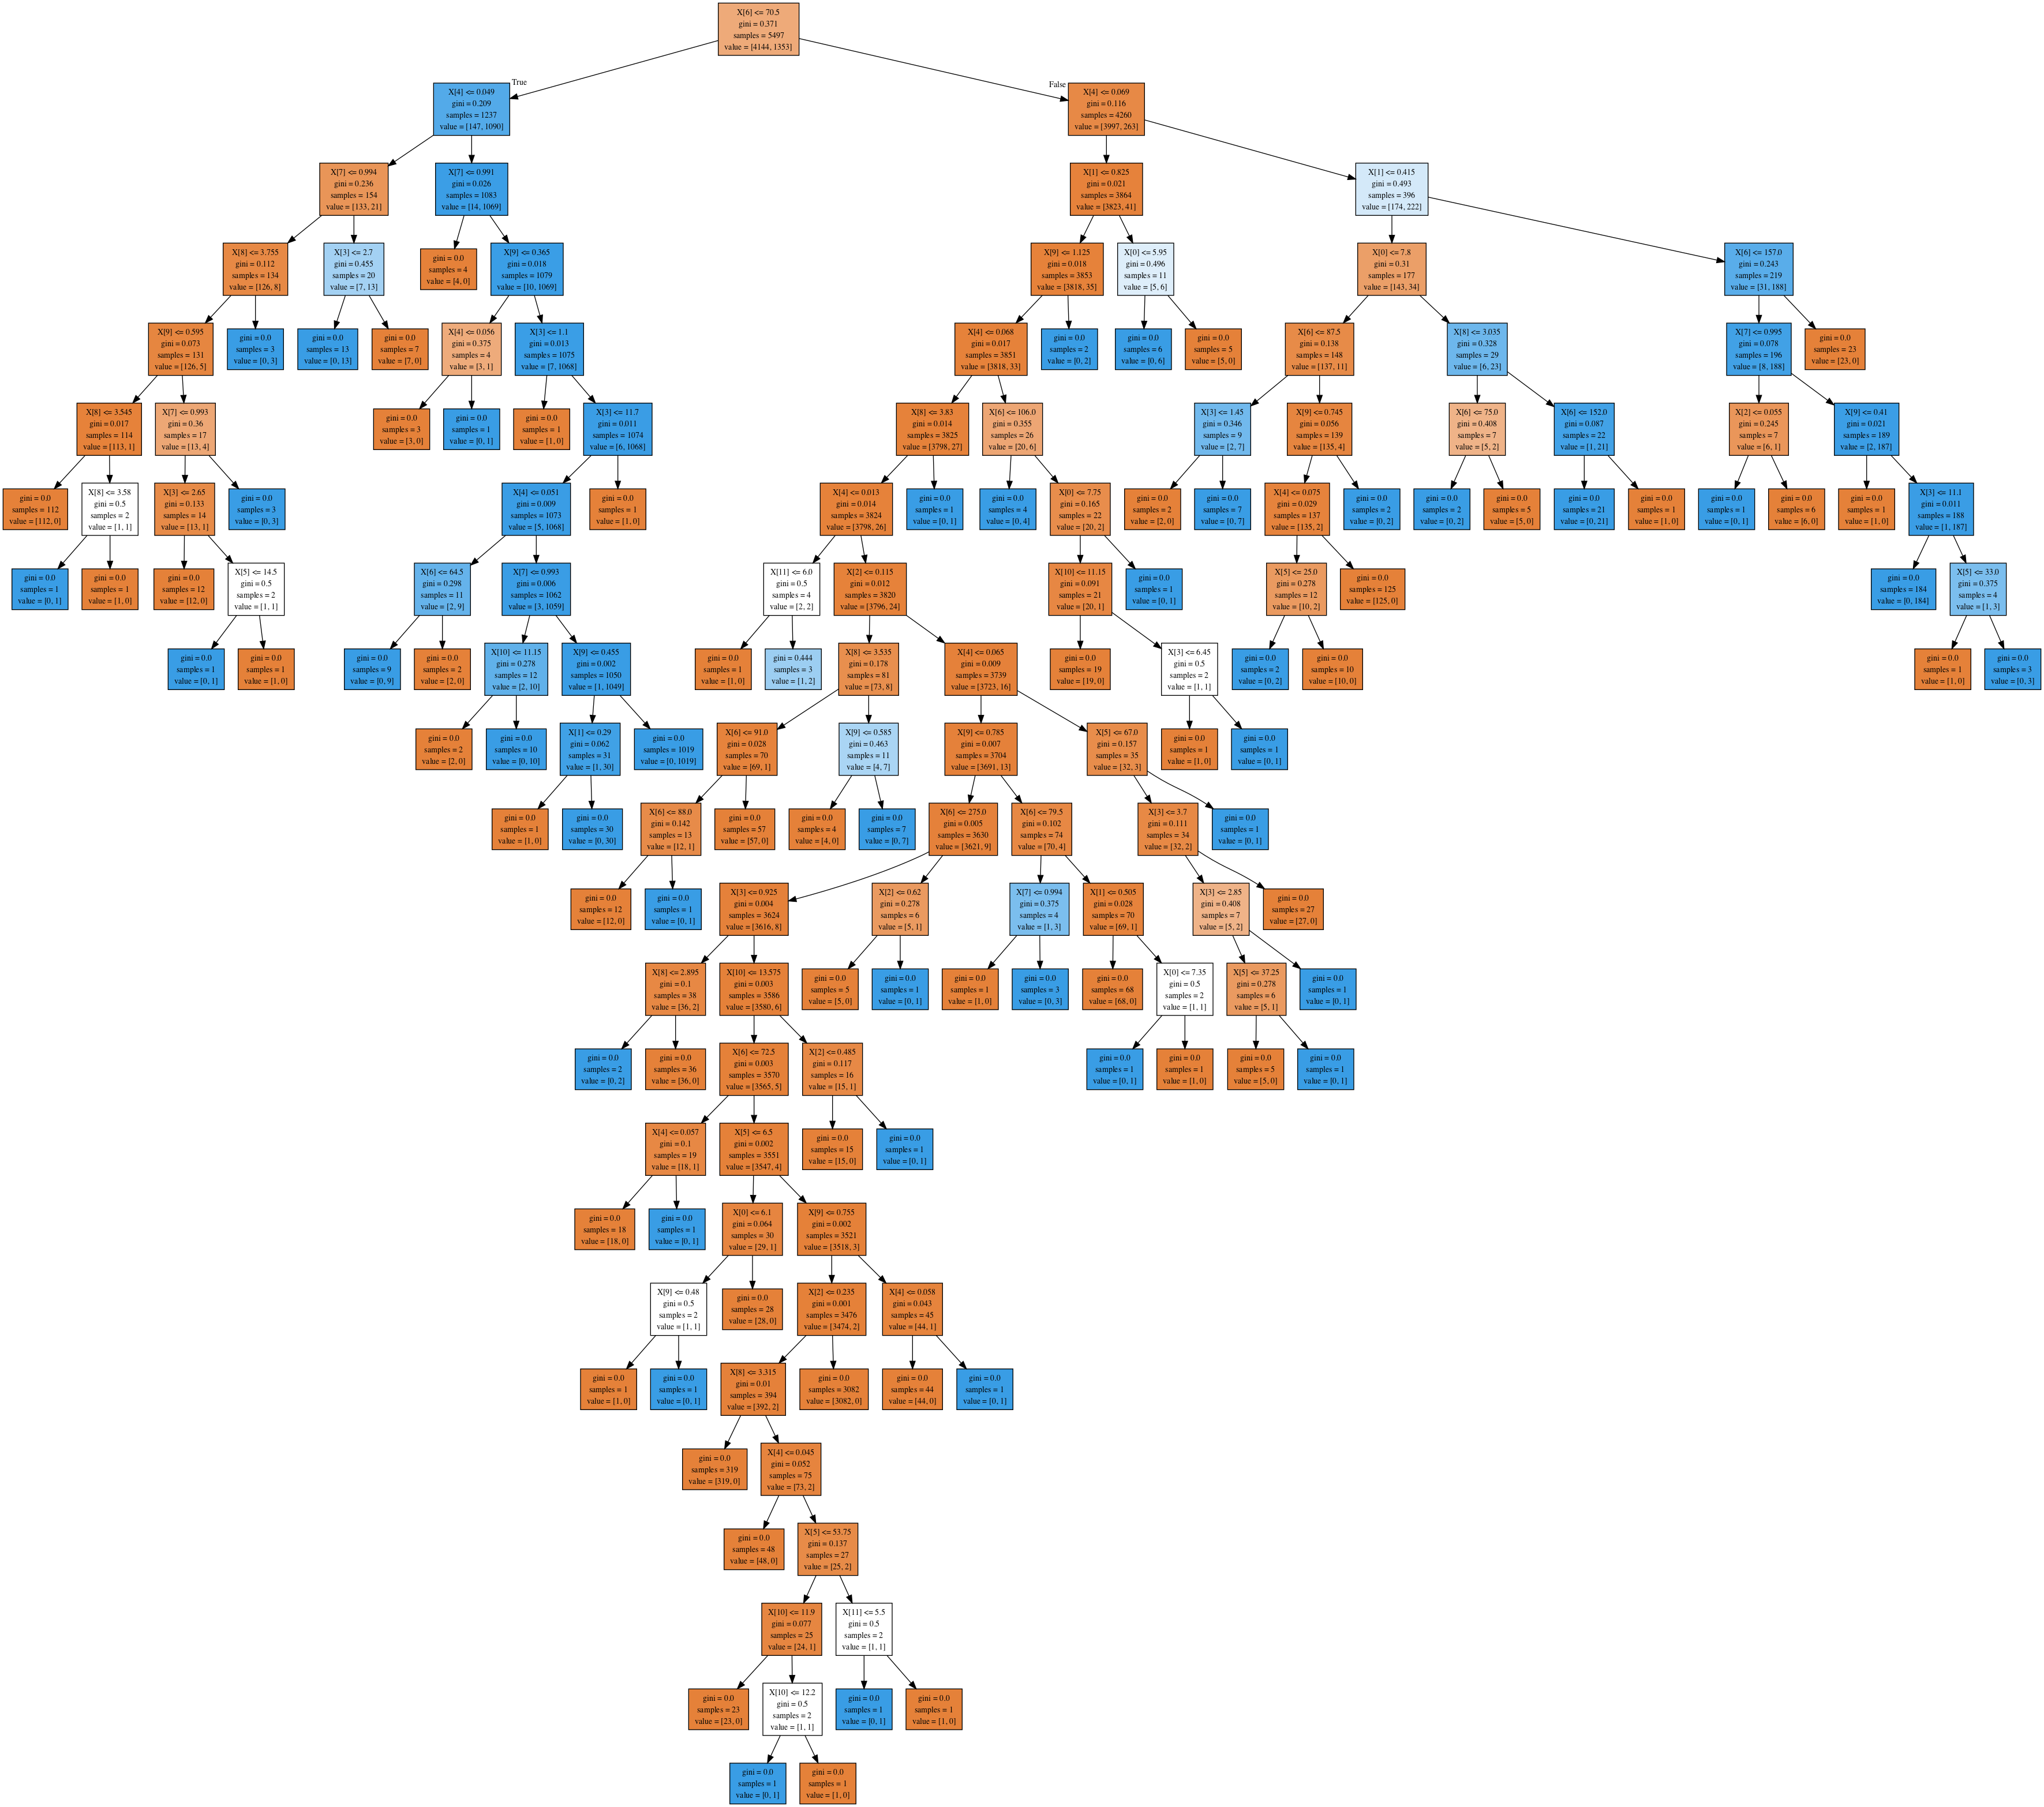 X[6] <= 70.5
gini = 0.371
samples = 5497
value = [4144, 1353]
True
False
X[4] <= 0.049
gini = 0.209
samples = 1237
value = [147, 1090]
X[4] <= 0.069
gini = 0.116
samples = 4260
value = [3997, 263]
X[7] <= 0.994
gini = 0.236
samples = 154
value = [133, 21]
X[7] <= 0.991
gini = 0.026
samples = 1083
value = [14, 1069]
X[1] <= 0.825
gini = 0.021
samples = 3864
value = [3823, 41]
X[1] <= 0.415
gini = 0.493
samples = 396
value = [174, 222]
X[8] <= 3.755
gini = 0.112
samples = 134
value = [126, 8]
X[3] <= 2.7
gini = 0.455
samples = 20
value = [7, 13]
gini = 0.0
samples = 4
value = [4, 0]
X[9] <= 0.365
gini = 0.018
samples = 1079
value = [10, 1069]
X[9] <= 1.125
gini = 0.018
samples = 3853
value = [3818, 35]
X[0] <= 5.95
gini = 0.496
samples = 11
value = [5, 6]
X[0] <= 7.8
gini = 0.31
samples = 177
value = [143, 34]
X[6] <= 157.0
gini = 0.243
samples = 219
value = [31, 188]
X[9] <= 0.595
gini = 0.073
samples = 131
value = [126, 5]
gini = 0.0
samples = 3
value = [0, 3]
gini = 0.0
samples = 13
value = [0, 13]
gini = 0.0
samples = 7
value = [7, 0]
X[4] <= 0.056
gini = 0.375
samples = 4
value = [3, 1]
X[3] <= 1.1
gini = 0.013
samples = 1075
value = [7, 1068]
X[4] <= 0.068
gini = 0.017
samples = 3851
value = [3818, 33]
gini = 0.0
samples = 2
value = [0, 2]
gini = 0.0
samples = 6
value = [0, 6]
gini = 0.0
samples = 5
value = [5, 0]
X[6] <= 87.5
gini = 0.138
samples = 148
value = [137, 11]
X[8] <= 3.035
gini = 0.328
samples = 29
value = [6, 23]
X[7] <= 0.995
gini = 0.078
samples = 196
value = [8, 188]
gini = 0.0
samples = 23
value = [23, 0]
X[8] <= 3.545
gini = 0.017
samples = 114
value = [113, 1]
X[7] <= 0.993
gini = 0.36
samples = 17
value = [13, 4]
gini = 0.0
samples = 3
value = [3, 0]
gini = 0.0
samples = 1
value = [0, 1]
gini = 0.0
samples = 1
value = [1, 0]
X[3] <= 11.7
gini = 0.011
samples = 1074
value = [6, 1068]
X[8] <= 3.83
gini = 0.014
samples = 3825
value = [3798, 27]
X[6] <= 106.0
gini = 0.355
samples = 26
value = [20, 6]
X[3] <= 1.45
gini = 0.346
samples = 9
value = [2, 7]
X[9] <= 0.745
gini = 0.056
samples = 139
value = [135, 4]
X[6] <= 75.0
gini = 0.408
samples = 7
value = [5, 2]
X[6] <= 152.0
gini = 0.087
samples = 22
value = [1, 21]
X[2] <= 0.055
gini = 0.245
samples = 7
value = [6, 1]
X[9] <= 0.41
gini = 0.021
samples = 189
value = [2, 187]
gini = 0.0
samples = 112
value = [112, 0]
X[8] <= 3.58
gini = 0.5
samples = 2
value = [1, 1]
X[3] <= 2.65
gini = 0.133
samples = 14
value = [13, 1]
gini = 0.0
samples = 3
value = [0, 3]
X[4] <= 0.051
gini = 0.009
samples = 1073
value = [5, 1068]
gini = 0.0
samples = 1
value = [1, 0]
X[4] <= 0.013
gini = 0.014
samples = 3824
value = [3798, 26]
gini = 0.0
samples = 1
value = [0, 1]
gini = 0.0
samples = 4
value = [0, 4]
X[0] <= 7.75
gini = 0.165
samples = 22
value = [20, 2]
gini = 0.0
samples = 2
value = [2, 0]
gini = 0.0
samples = 7
value = [0, 7]
X[4] <= 0.075
gini = 0.029
samples = 137
value = [135, 2]
gini = 0.0
samples = 2
value = [0, 2]
gini = 0.0
samples = 2
value = [0, 2]
gini = 0.0
samples = 5
value = [5, 0]
gini = 0.0
samples = 21
value = [0, 21]
gini = 0.0
samples = 1
value = [1, 0]
gini = 0.0
samples = 1
value = [0, 1]
gini = 0.0
samples = 6
value = [6, 0]
gini = 0.0
samples = 1
value = [1, 0]
X[3] <= 11.1
gini = 0.011
samples = 188
value = [1, 187]
gini = 0.0
samples = 1
value = [0, 1]
gini = 0.0
samples = 1
value = [1, 0]
gini = 0.0
samples = 12
value = [12, 0]
X[5] <= 14.5
gini = 0.5
samples = 2
value = [1, 1]
X[6] <= 64.5
gini = 0.298
samples = 11
value = [2, 9]
X[7] <= 0.993
gini = 0.006
samples = 1062
value = [3, 1059]
X[11] <= 6.0
gini = 0.5
samples = 4
value = [2, 2]
X[2] <= 0.115
gini = 0.012
samples = 3820
value = [3796, 24]
X[10] <= 11.15
gini = 0.091
samples = 21
value = [20, 1]
gini = 0.0
samples = 1
value = [0, 1]
X[5] <= 25.0
gini = 0.278
samples = 12
value = [10, 2]
gini = 0.0
samples = 125
value = [125, 0]
gini = 0.0
samples = 184
value = [0, 184]
X[5] <= 33.0
gini = 0.375
samples = 4
value = [1, 3]
gini = 0.0
samples = 1
value = [0, 1]
gini = 0.0
samples = 1
value = [1, 0]
gini = 0.0
samples = 9
value = [0, 9]
gini = 0.0
samples = 2
value = [2, 0]
X[10] <= 11.15
gini = 0.278
samples = 12
value = [2, 10]
X[9] <= 0.455
gini = 0.002
samples = 1050
value = [1, 1049]
gini = 0.0
samples = 1
value = [1, 0]
gini = 0.444
samples = 3
value = [1, 2]
X[8] <= 3.535
gini = 0.178
samples = 81
value = [73, 8]
X[4] <= 0.065
gini = 0.009
samples = 3739
value = [3723, 16]
gini = 0.0
samples = 19
value = [19, 0]
X[3] <= 6.45
gini = 0.5
samples = 2
value = [1, 1]
gini = 0.0
samples = 2
value = [0, 2]
gini = 0.0
samples = 10
value = [10, 0]
gini = 0.0
samples = 1
value = [1, 0]
gini = 0.0
samples = 3
value = [0, 3]
gini = 0.0
samples = 2
value = [2, 0]
gini = 0.0
samples = 10
value = [0, 10]
X[1] <= 0.29
gini = 0.062
samples = 31
value = [1, 30]
gini = 0.0
samples = 1019
value = [0, 1019]
X[6] <= 91.0
gini = 0.028
samples = 70
value = [69, 1]
X[9] <= 0.585
gini = 0.463
samples = 11
value = [4, 7]
X[9] <= 0.785
gini = 0.007
samples = 3704
value = [3691, 13]
X[5] <= 67.0
gini = 0.157
samples = 35
value = [32, 3]
gini = 0.0
samples = 1
value = [1, 0]
gini = 0.0
samples = 1
value = [0, 1]
gini = 0.0
samples = 1
value = [1, 0]
gini = 0.0
samples = 30
value = [0, 30]
X[6] <= 88.0
gini = 0.142
samples = 13
value = [12, 1]
gini = 0.0
samples = 57
value = [57, 0]
gini = 0.0
samples = 4
value = [4, 0]
gini = 0.0
samples = 7
value = [0, 7]
X[6] <= 275.0
gini = 0.005
samples = 3630
value = [3621, 9]
X[6] <= 79.5
gini = 0.102
samples = 74
value = [70, 4]
X[3] <= 3.7
gini = 0.111
samples = 34
value = [32, 2]
gini = 0.0
samples = 1
value = [0, 1]
gini = 0.0
samples = 12
value = [12, 0]
gini = 0.0
samples = 1
value = [0, 1]
X[3] <= 0.925
gini = 0.004
samples = 3624
value = [3616, 8]
X[2] <= 0.62
gini = 0.278
samples = 6
value = [5, 1]
X[7] <= 0.994
gini = 0.375
samples = 4
value = [1, 3]
X[1] <= 0.505
gini = 0.028
samples = 70
value = [69, 1]
X[3] <= 2.85
gini = 0.408
samples = 7
value = [5, 2]
gini = 0.0
samples = 27
value = [27, 0]
X[8] <= 2.895
gini = 0.1
samples = 38
value = [36, 2]
X[10] <= 13.575
gini = 0.003
samples = 3586
value = [3580, 6]
gini = 0.0
samples = 5
value = [5, 0]
gini = 0.0
samples = 1
value = [0, 1]
gini = 0.0
samples = 1
value = [1, 0]
gini = 0.0
samples = 3
value = [0, 3]
gini = 0.0
samples = 68
value = [68, 0]
X[0] <= 7.35
gini = 0.5
samples = 2
value = [1, 1]
X[5] <= 37.25
gini = 0.278
samples = 6
value = [5, 1]
gini = 0.0
samples = 1
value = [0, 1]
gini = 0.0
samples = 2
value = [0, 2]
gini = 0.0
samples = 36
value = [36, 0]
X[6] <= 72.5
gini = 0.003
samples = 3570
value = [3565, 5]
X[2] <= 0.485
gini = 0.117
samples = 16
value = [15, 1]
gini = 0.0
samples = 1
value = [0, 1]
gini = 0.0
samples = 1
value = [1, 0]
gini = 0.0
samples = 5
value = [5, 0]
gini = 0.0
samples = 1
value = [0, 1]
X[4] <= 0.057
gini = 0.1
samples = 19
value = [18, 1]
X[5] <= 6.5
gini = 0.002
samples = 3551
value = [3547, 4]
gini = 0.0
samples = 15
value = [15, 0]
gini = 0.0
samples = 1
value = [0, 1]
gini = 0.0
samples = 18
value = [18, 0]
gini = 0.0
samples = 1
value = [0, 1]
X[0] <= 6.1
gini = 0.064
samples = 30
value = [29, 1]
X[9] <= 0.755
gini = 0.002
samples = 3521
value = [3518, 3]
X[9] <= 0.48
gini = 0.5
samples = 2
value = [1, 1]
gini = 0.0
samples = 28
value = [28, 0]
X[2] <= 0.235
gini = 0.001
samples = 3476
value = [3474, 2]
X[4] <= 0.058
gini = 0.043
samples = 45
value = [44, 1]
gini = 0.0
samples = 1
value = [1, 0]
gini = 0.0
samples = 1
value = [0, 1]
X[8] <= 3.315
gini = 0.01
samples = 394
value = [392, 2]
gini = 0.0
samples = 3082
value = [3082, 0]
gini = 0.0
samples = 44
value = [44, 0]
gini = 0.0
samples = 1
value = [0, 1]
gini = 0.0
samples = 319
value = [319, 0]
X[4] <= 0.045
gini = 0.052
samples = 75
value = [73, 2]
gini = 0.0
samples = 48
value = [48, 0]
X[5] <= 53.75
gini = 0.137
samples = 27
value = [25, 2]
X[10] <= 11.9
gini = 0.077
samples = 25
value = [24, 1]
X[11] <= 5.5
gini = 0.5
samples = 2
value = [1, 1]
gini = 0.0
samples = 23
value = [23, 0]
X[10] <= 12.2
gini = 0.5
samples = 2
value = [1, 1]
gini = 0.0
samples = 1
value = [0, 1]
gini = 0.0
samples = 1
value = [1, 0]
gini = 0.0
samples = 1
value = [0, 1]
gini = 0.0
samples = 1
value = [1, 0]